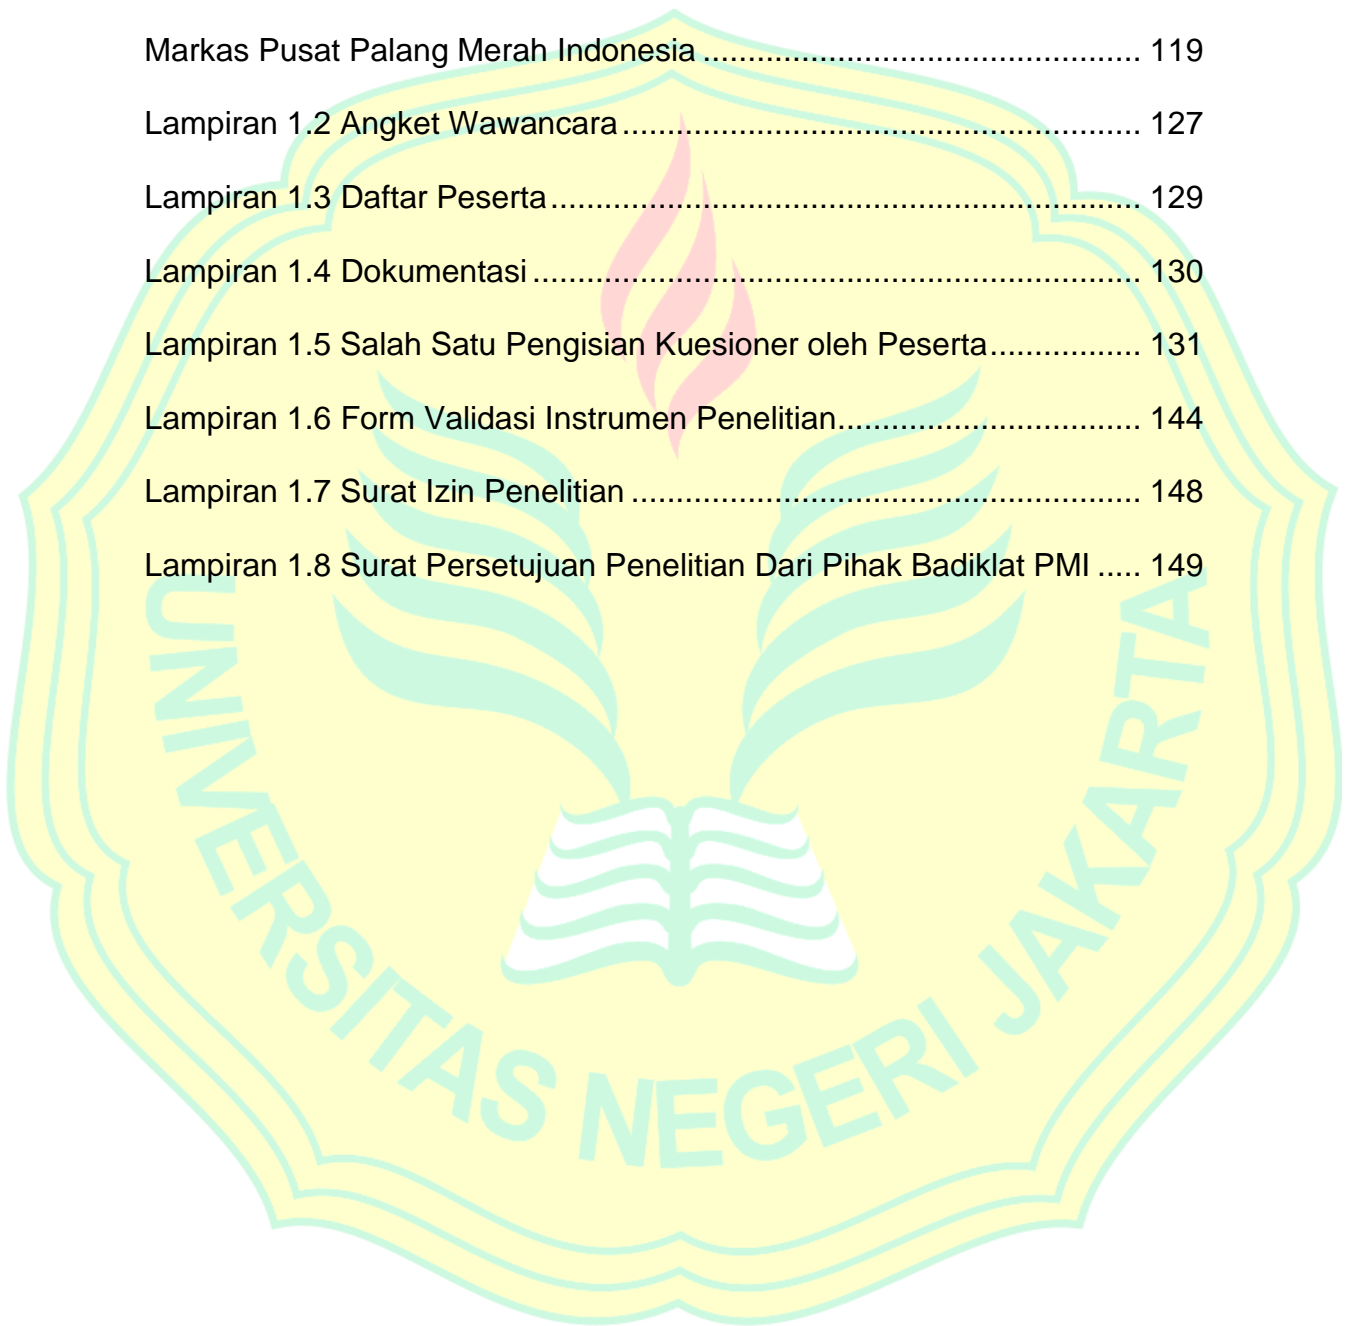 Markas Pusat Palang Merah Indonesia ................................................ 119
Lampiran 1.2 Angket Wawancara ......................................................... 127
Lampiran 1.3 Daftar Peserta ................................................................. 129
Lampiran 1.4 Dokumentasi ................................................................... 130
Lampiran 1.5 Salah Satu Pengisian Kuesioner oleh Peserta ................. 131
Lampiran 1.6 Form Validasi Instrumen Penelitian .................................. 144
Lampiran 1.7 Surat Izin Penelitian ........................................................ 148
Lampiran 1.8 Surat Persetujuan Penelitian Dari Pihak Badiklat PMI ..... 149
UNIVERSITAS NEGERI JAKARTA